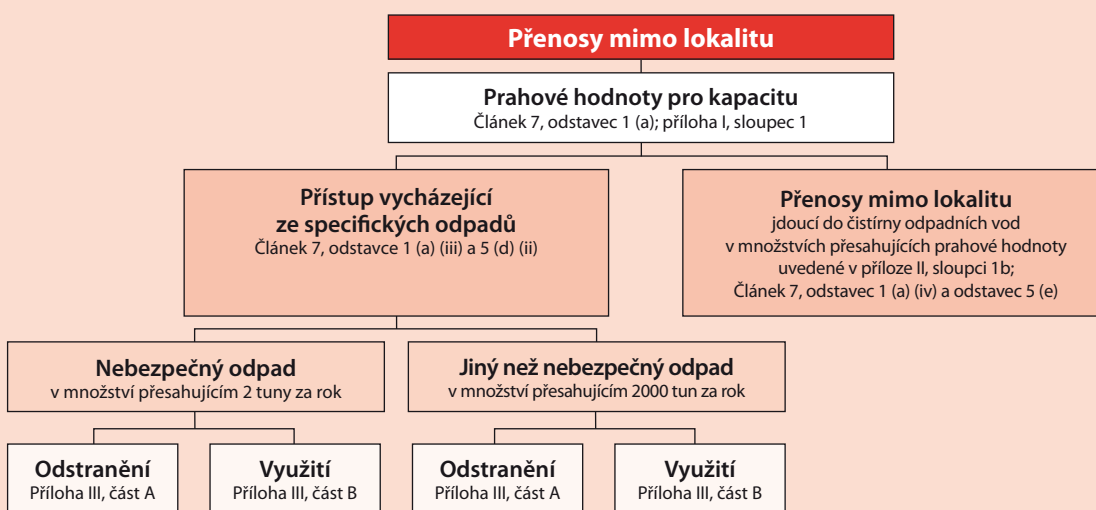 Přenosy mimo lokalitu
Prahové hodnoty pro kapacitu
Článek 7, odstavec 1 (a); příloha I, sloupec 1
Přístup vycházející
ze specifických odpadů
Článek 7, odstavce 1 (a) (iii) a 5 (d) (ii)
Přenosy mimo lokalitu
jdoucí do čistírny odpadních vod
v množstvích přesahujících prahové hodnoty
uvedené v příloze II, sloupci 1b;
Článek 7, odstavec 1 (a) (iv) a odstavec 5 (e)
Nebezpečný odpad
v množství přesahujícím 2 tuny za rok
Jiný než nebezpečný odpad
v množství přesahujícím 2000 tun za rok
Odstranění
Příloha III, část A
Využití
Příloha III, část B
Odstranění
Příloha III, část A
Využití
Příloha III, část B